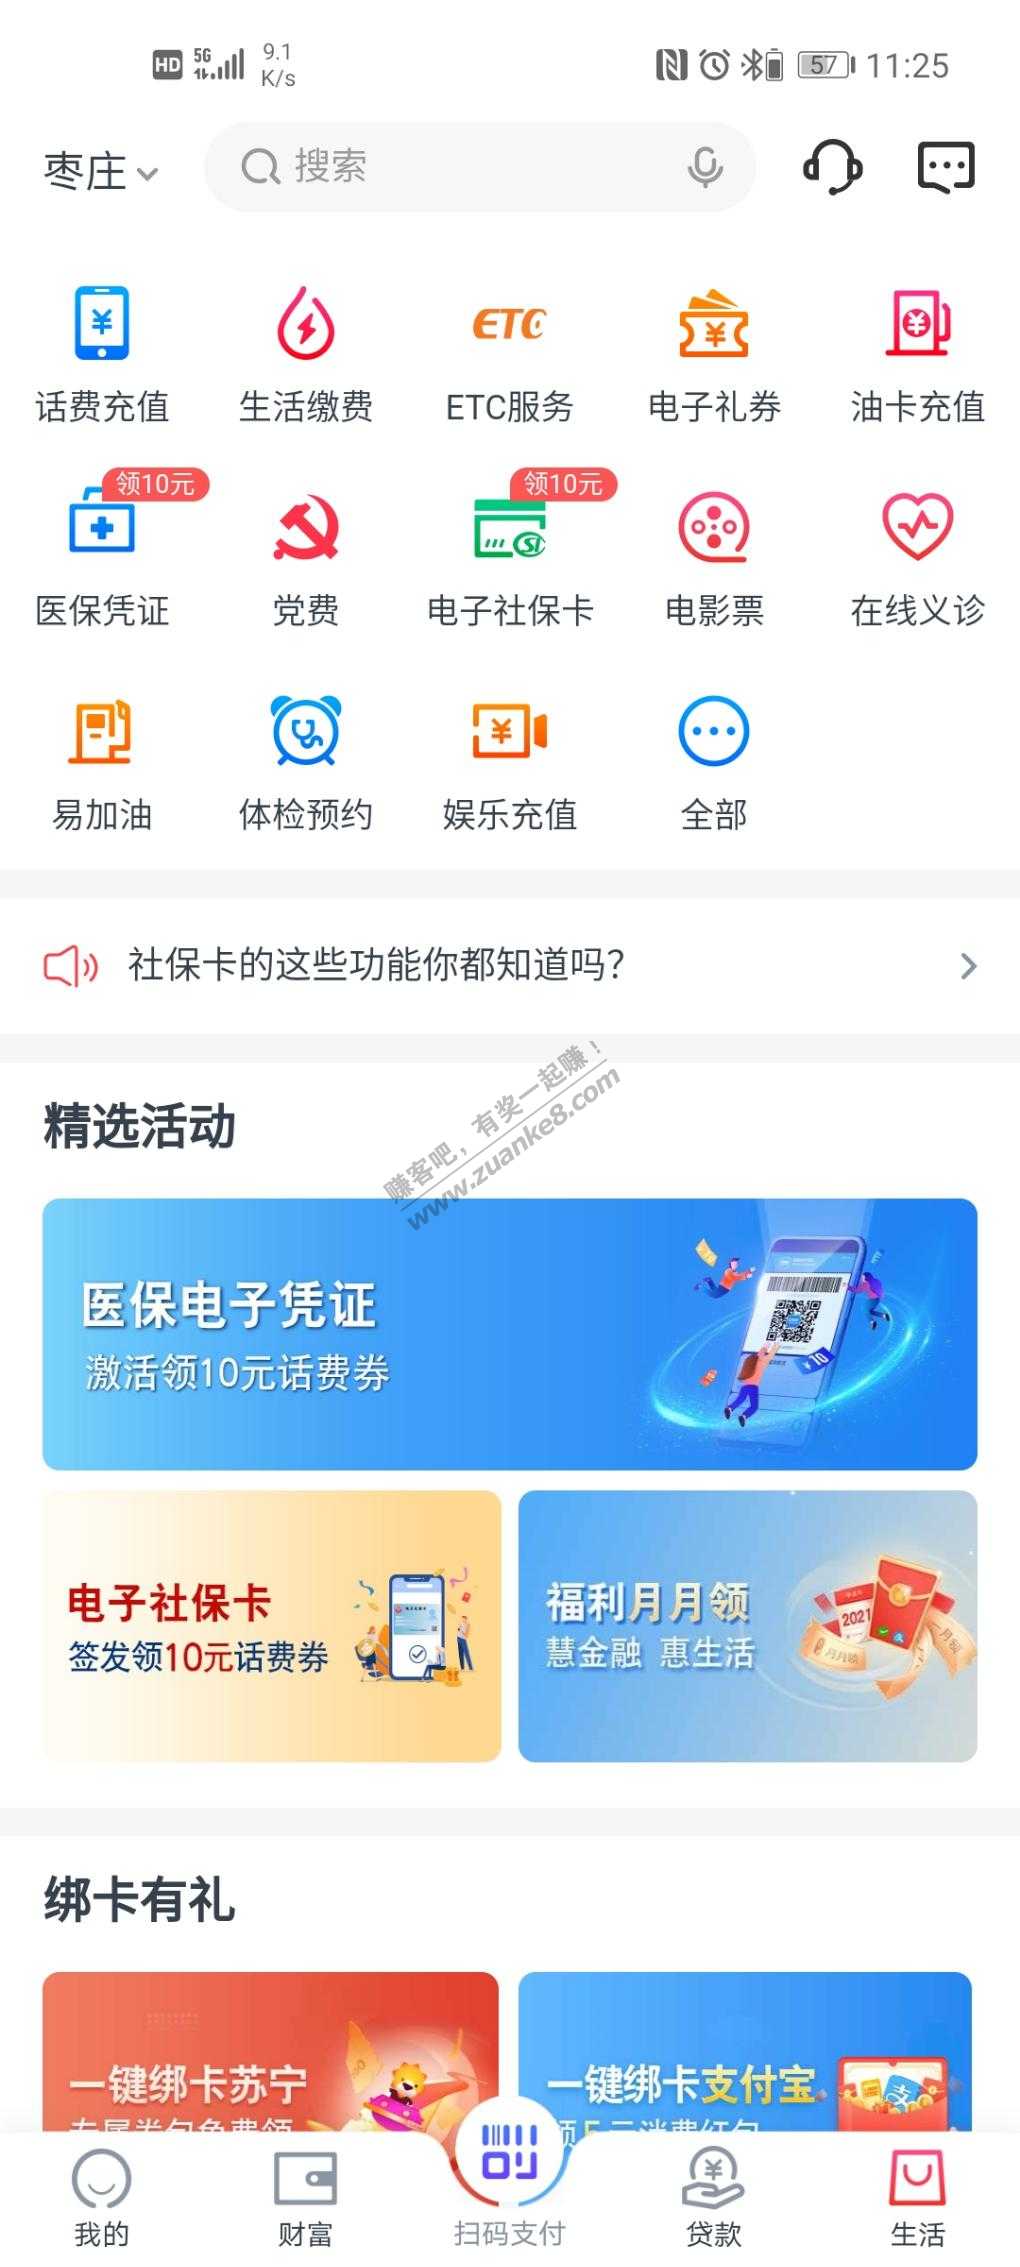 HD 5G 9.1 K/s 57 11:25
枣庄 搜索
话费充值 生活缴费 ETC服务 电子礼券 油卡充值
领10元 领10元
医保凭证 党费 电子社保卡 电影票 在线义诊
易加油 体检预约 娱乐充值 全部
社保卡的这些功能你都知道吗?
赚客吧，有奖一起赚！
www.zuanke8.com
精选活动
医保电子凭证
激活领10元话费券
电子社保卡
签发领10元话费券
福利月月领
慧金融 惠生活
2021
绑卡有礼
一键绑卡苏宁
一键绑卡支付宝
我的 财富 扫码支付 贷款 生活